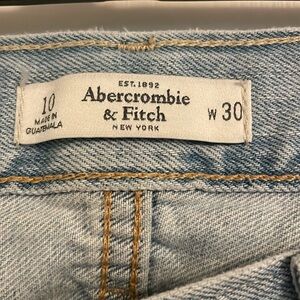 10
MADE IN
GUATEMALA
EST. 1892
Abercrombie
& Fitch
NEW YORK
W 30